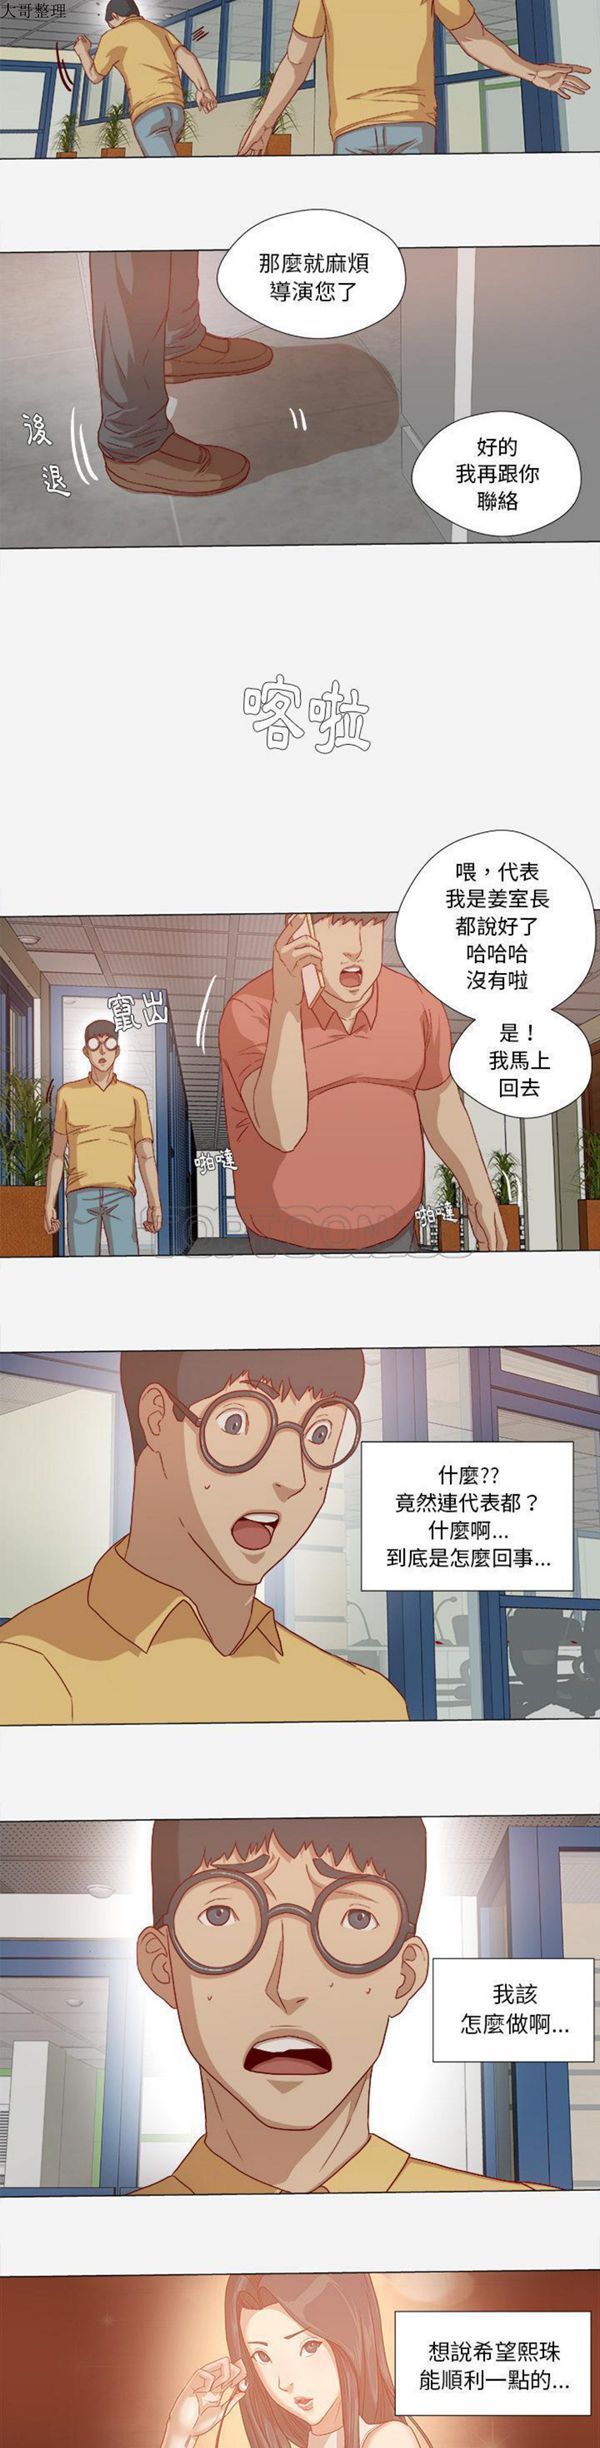 大哥整理
那麼就麻煩
導演您了
後
退
好的
我再跟你
聯絡
喀啦
喂，代表
我是姜室長
都說好了
哈哈哈
沒有啦
是！
我馬上
回去
竄出
啪噠
啪噠
TOPTOON
什麼??
竟然連代表都？
什麼啊...
到底是怎麼回事...
我該
怎麼做啊...
想說希望熙珠
能順利一點的...